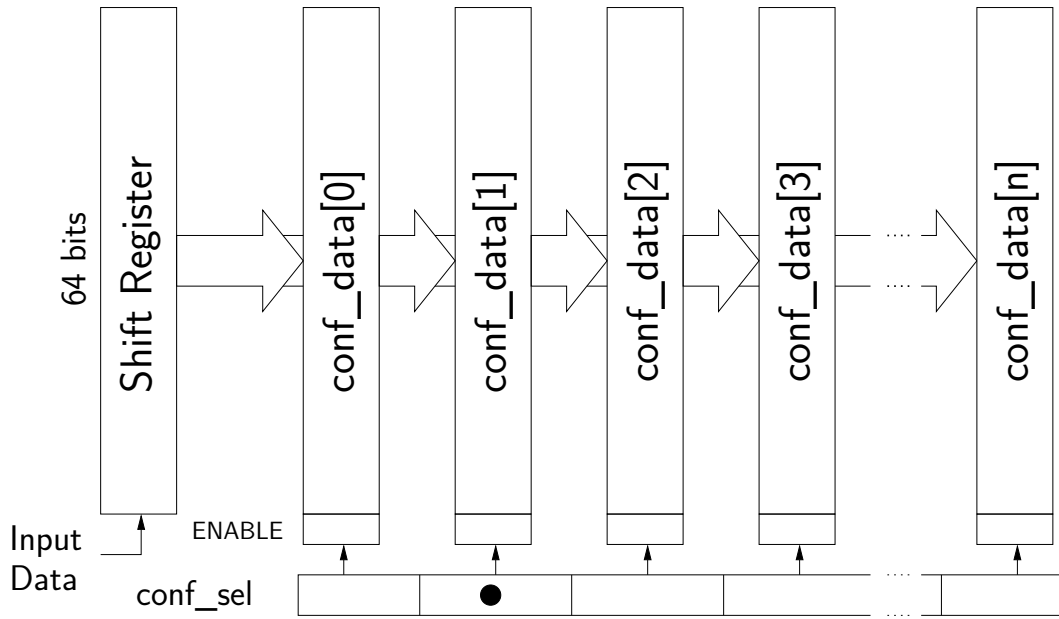 64 bits
Shift Register
conf_data[0]
conf_data[1]
conf_data[2]
conf_data[3]
conf_data[n]
Input
Data
ENABLE
conf_sel